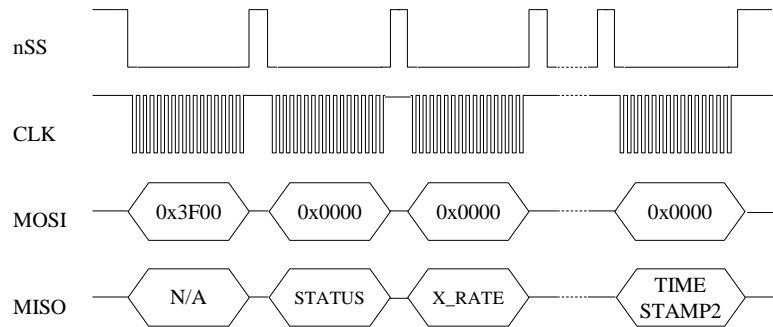 nSS
CLK
MOSI
0x3F00
0x0000
0x0000
0x0000
MISO
N/A
STATUS
X_RATE
TIME
STAMP2